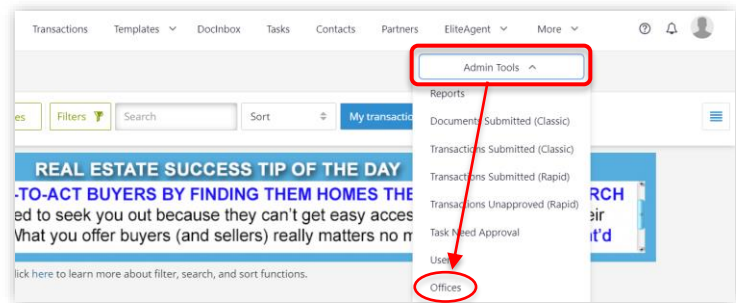 Transactions Templates DocInbox Tasks Contacts Partners EliteAgent More
Admin Tools
Filters Search Sort My transactio
Reports
Documents Submitted (Classic)
Transactions Submitted (Classic)
Transactions Submitted (Rapid)
Transactions Unapproved (Rapid)
Task Need Approval
User
Offices
REAL ESTATE SUCCESS TIP OF THE DAY
-TO-ACT BUYERS BY FINDING THEM HOMES THE RCH
ed to seek you out because they can't get easy acces eir
What you offer buyers (and sellers) really matters no m t'd
lick here to learn more about filter, search, and sort functions.